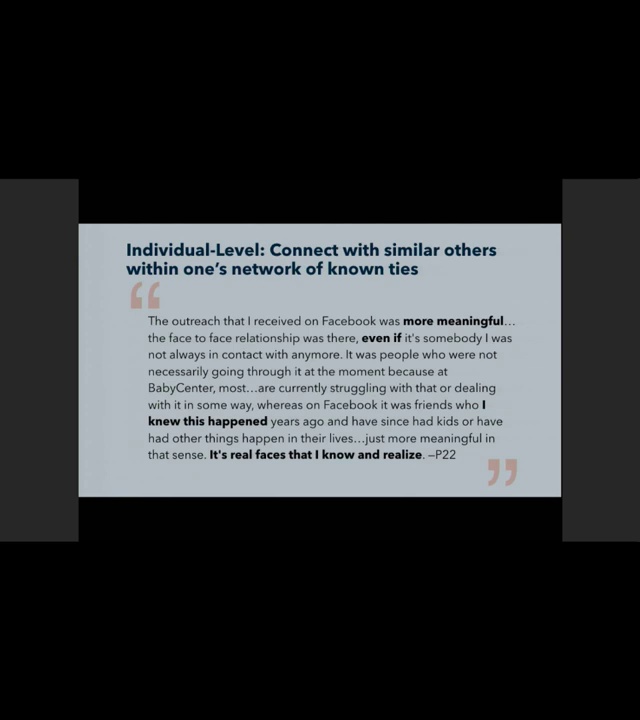 Individual-Level: Connect with similar others
within one's network of known ties
“
The outreach that I received on Facebook was more meaningful…
the face to face relationship was there, even if it's somebody I was
not always in contact with anymore. It was people who were not
necessarily going through it at the moment because at
BabyCenter, most…are currently struggling with that or dealing
with it in some way, whereas on Facebook it was friends who I
knew this happened years ago and have since had kids or have
had other things happen in their lives…just more meaningful in
that sense. It's real faces that I know and realize. –P22
”